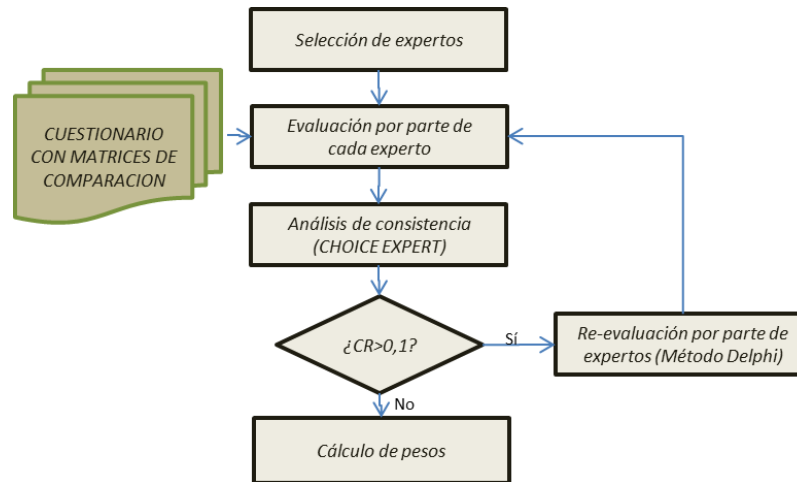 Selección de expertos
CUESTIONARIO
CON MATRICES DE
COMPARACION
Evaluación por parte de
cada experto
Análisis de consistencia
(CHOICE EXPERT)
¿CR>0,1?
Sí
Re-evaluación por parte de
expertos (Método Delphi)
No
Cálculo de pesos